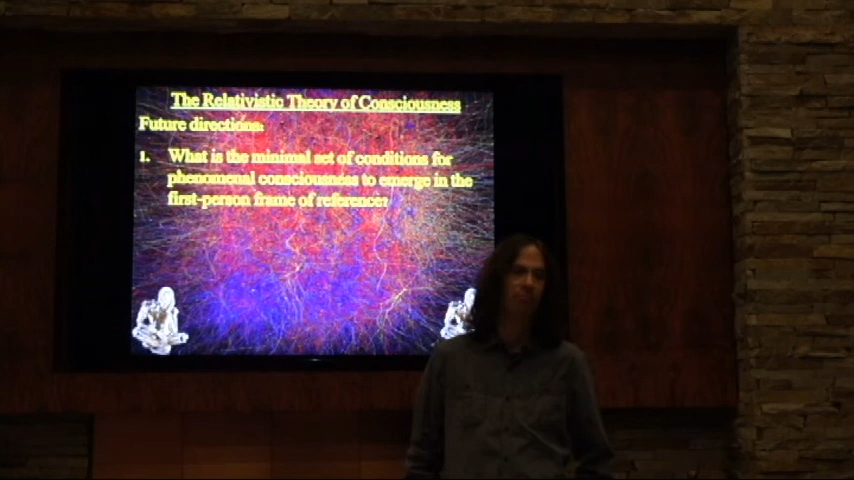 The Relativistic Theory of Consciousness
Future directions:
1. What is the minimal set of conditions for
phenomenal consciousness to emerge in the
first-person frame of reference?